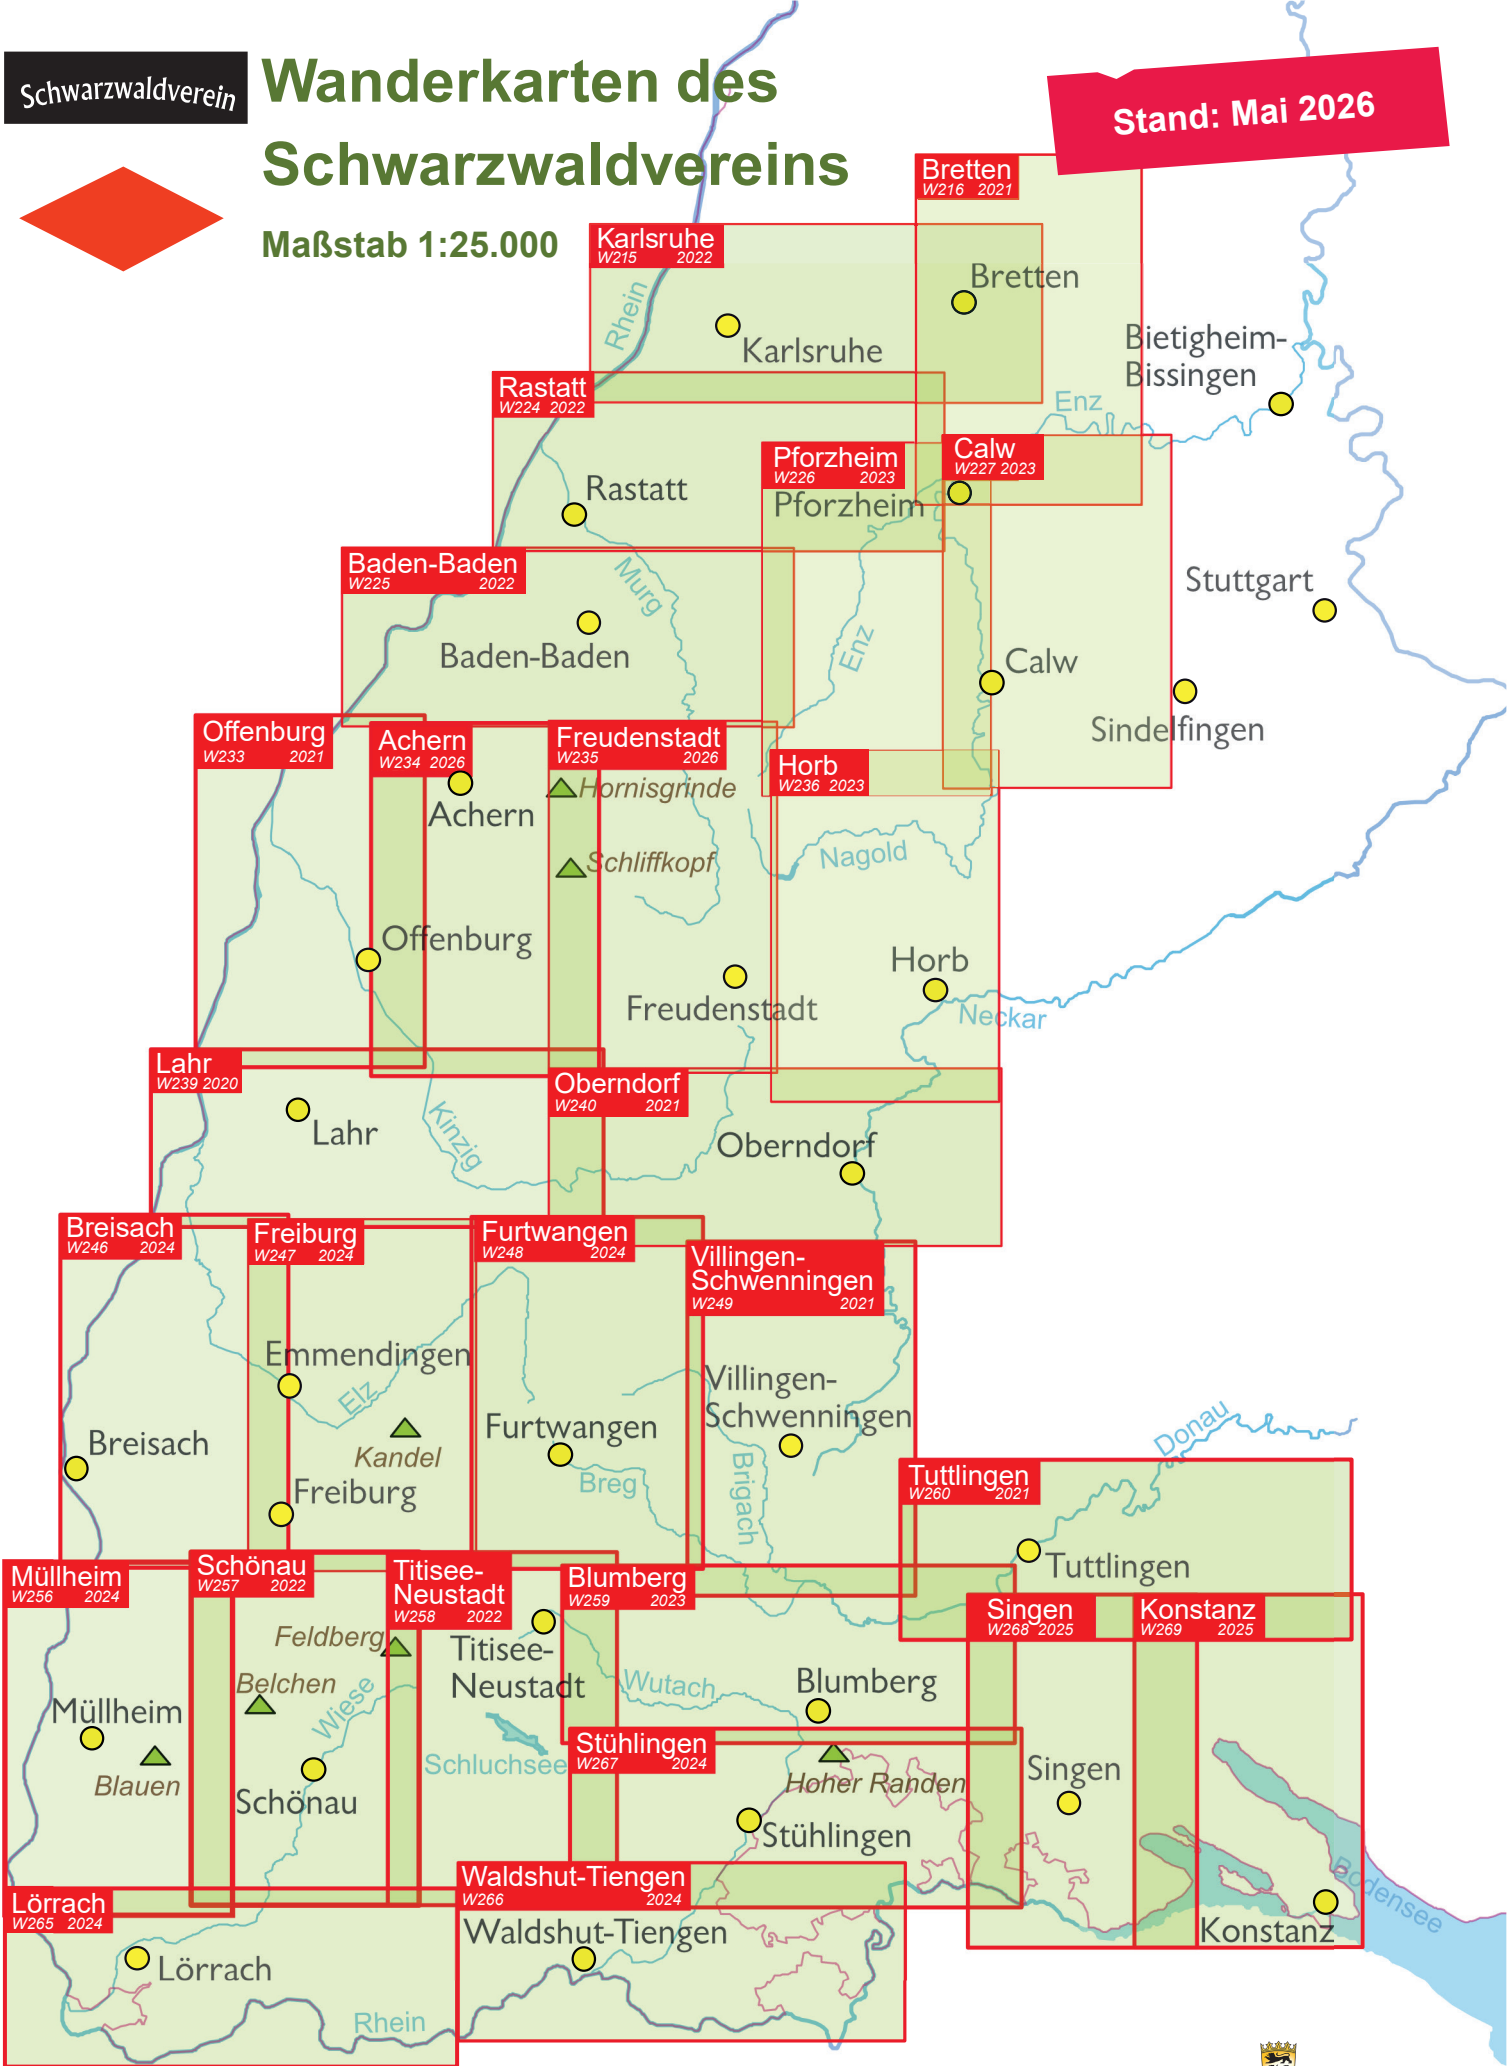 Schwarzwaldverein
Wanderkarten des
Schwarzwaldvereins
Maßstab 1:25.000
Stand: Mai 2026
Bretten
W216 2021
Karlsruhe
W215 2022
Rhein
Bretten
Karlsruhe
Bietigheim-
Bissingen
Rastatt
W224 2022
Enz
Pforzheim
W226 2023
Calw
W227 2023
Rastatt
Pforzheim
Baden-Baden
W225 2022
Murg
Stuttgart
Enz
Baden-Baden
Calw
Sindelfingen
Offenburg
W233 2021
Achern
W234 2026
Freudenstadt
W235 2026
Horb
W236 2023
Hornisgrinde
Achern
Schliffkopf
Nagold
Offenburg
Horb
Freudenstadt
Neckar
Lahr
W239 2020
Oberndorf
W240 2021
Lahr
Kinzig
Oberndorf
Breisach
W246 2024
Freiburg
W247 2024
Furtwangen
W248 2024
Villingen-
Schwenningen
W249 2021
Emmendingen
Elz
Villingen-
Schwenningen
Furtwangen
Breisach
Kandel
Donau
Breg
Brigach
Freiburg
Tuttlingen
W260 2021
Tuttlingen
Müllheim
W256 2024
Schönau
W257 2022
Titisee-
Neustadt
W258 2022
Blumberg
W259 2023
Singen
W268 2025
Konstanz
W269 2025
Feldberg
Titisee-
Neustadt
Belchen
Wiese
Wutach
Blumberg
Müllheim
Stühlingen
W267 2024
Schluchsee
Blauen
Hoher Randen
Singen
Schönau
Stühlingen
Waldshut-Tiengen
W266 2024
Bodensee
Lörrach
W265 2024
Waldshut-Tiengen
Konstanz
Lörrach
Rhein